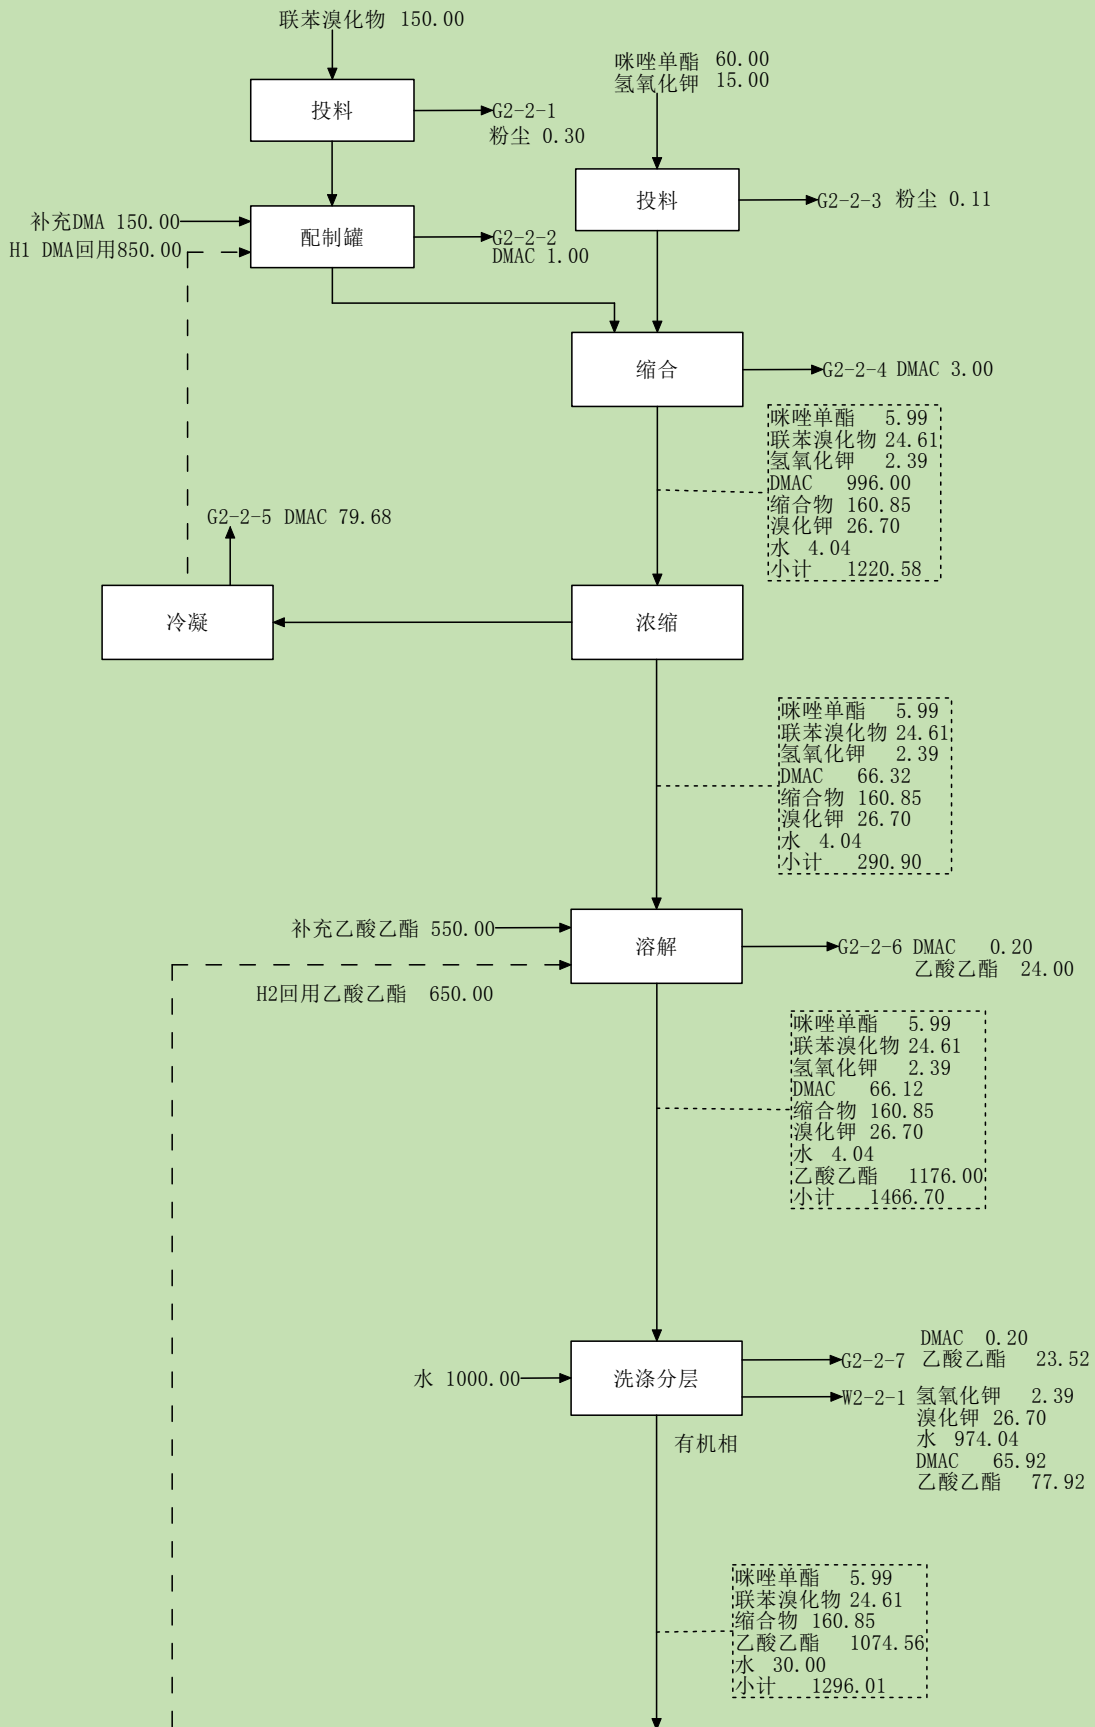 联苯溴化物 150.00
咪唑单酯 60.00
氢氧化钾 15.00
投料
G2-2-1
粉尘 0.30
投料
G2-2-3 粉尘 0.11
补充DMA 150.00
H1 DMA回用850.00
配制罐
G2-2-2
DMAC 1.00
缩合
G2-2-4 DMAC 3.00
咪唑单酯 5.99
联苯溴化物 24.61
氢氧化钾 2.39
DMAC 996.00
缩合物 160.85
溴化钾 26.70
水 4.04
小计 1220.58
G2-2-5 DMAC 79.68
冷凝
浓缩
咪唑单酯 5.99
联苯溴化物 24.61
氢氧化钾 2.39
DMAC 66.32
缩合物 160.85
溴化钾 26.70
水 4.04
小计 290.90
补充乙酸乙酯 550.00
溶解
G2-2-6 DMAC 0.20
乙酸乙酯 24.00
H2回用乙酸乙酯 650.00
咪唑单酯 5.99
联苯溴化物 24.61
氢氧化钾 2.39
DMAC 66.12
缩合物 160.85
溴化钾 26.70
水 4.04
乙酸乙酯 1176.00
小计 1466.70
水 1000.00
洗涤分层
DMAC 0.20
G2-2-7 乙酸乙酯 23.52
W2-2-1 氢氧化钾 2.39
溴化钾 26.70
水 974.04
DMAC 65.92
乙酸乙酯 77.92
有机相
咪唑单酯 5.99
联苯溴化物 24.61
缩合物 160.85
乙酸乙酯 1074.56
水 30.00
小计 1296.01